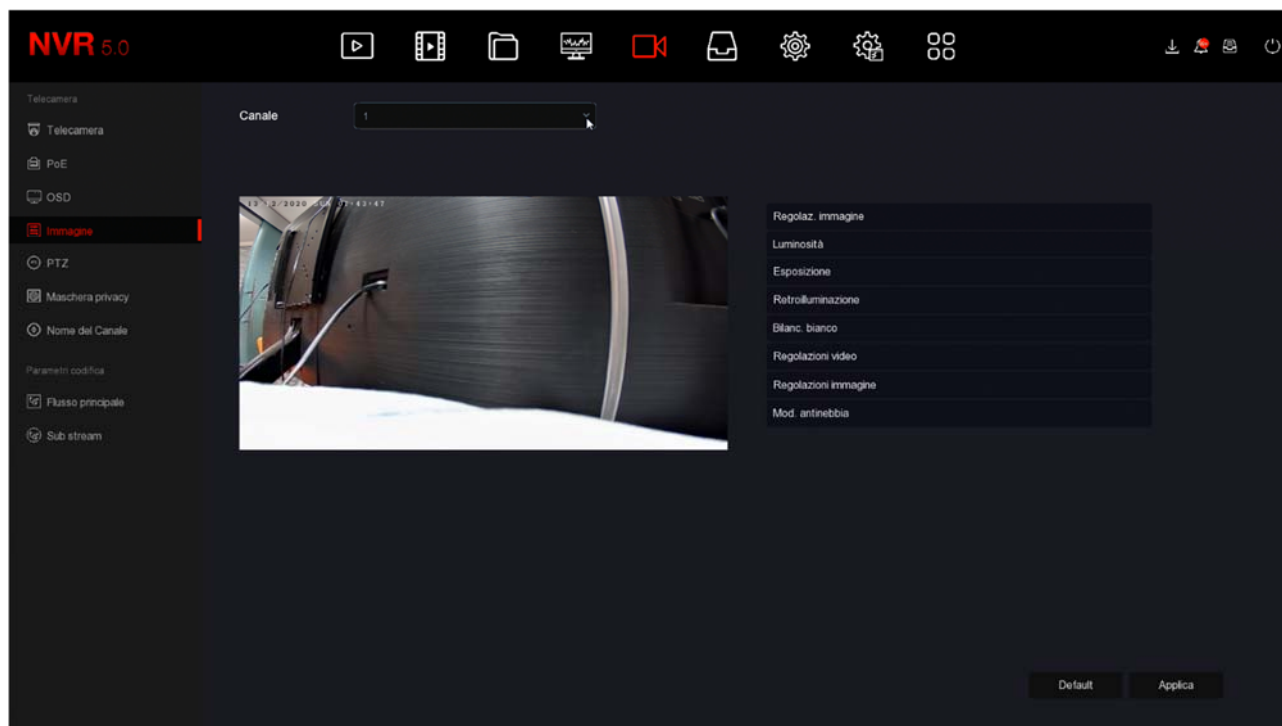 NVR 5.0
Telecamera
Telecamera
PoE
OSD
Immagine
PTZ
Maschera privacy
Nome del Canale
Parametri codifica
Flusso principale
Sub stream
Canale
1
Regolaz. immagine
Luminosità
Esposizione
Retroilluminazione
Bilanc. bianco
Regolazioni video
Regolazioni immagine
Mod. antinebbia
Default
Applica